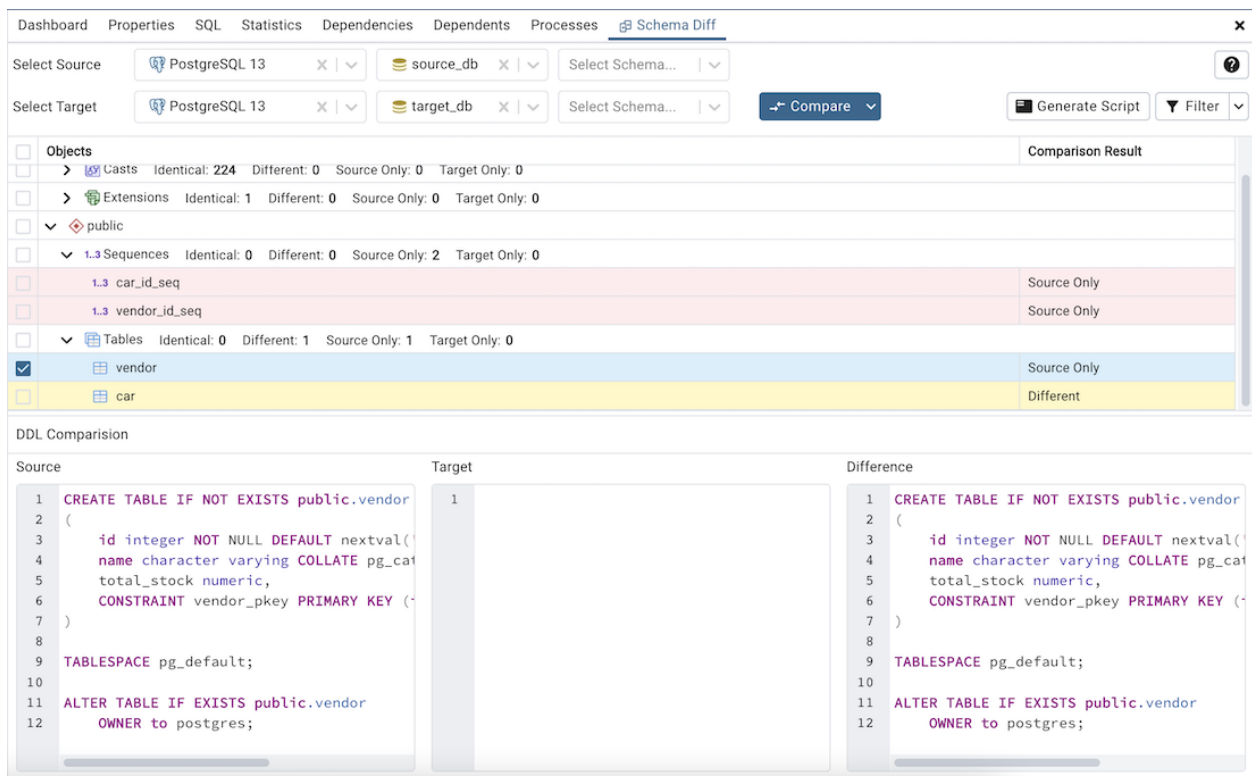 Dashboard Properties SQL Statistics Dependencies Dependents Processes Schema Diff
Select Source PostgreSQL 13 source_db Select Schema...
Select Target PostgreSQL 13 target_db Select Schema... Compare Generate Script Filter
Objects Comparison Result
Casts Identical: 224 Different: 0 Source Only: 0 Target Only: 0
Extensions Identical: 1 Different: 0 Source Only: 0 Target Only: 0
public
1..3 Sequences Identical: 0 Different: 0 Source Only: 2 Target Only: 0
1..3 car_id_seq Source Only
1..3 vendor_id_seq Source Only
Tables Identical: 0 Different: 1 Source Only: 1 Target Only: 0
vendor Source Only
car Different
DDL Comparision
Source
1 CREATE TABLE IF NOT EXISTS public.vendor
2 (
3 id integer NOT NULL DEFAULT nextval('
4 name character varying COLLATE pg_cat
5 total_stock numeric,
6 CONSTRAINT vendor_pkey PRIMARY KEY (
7 )
8
9 TABLESPACE pg_default;
10
11 ALTER TABLE IF EXISTS public.vendor
12 OWNER to postgres;
Target
1
Difference
1 CREATE TABLE IF NOT EXISTS public.vendor
2 (
3 id integer NOT NULL DEFAULT nextval('
4 name character varying COLLATE pg_cat
5 total_stock numeric,
6 CONSTRAINT vendor_pkey PRIMARY KEY (
7 )
8
9 TABLESPACE pg_default;
10
11 ALTER TABLE IF EXISTS public.vendor
12 OWNER to postgres;